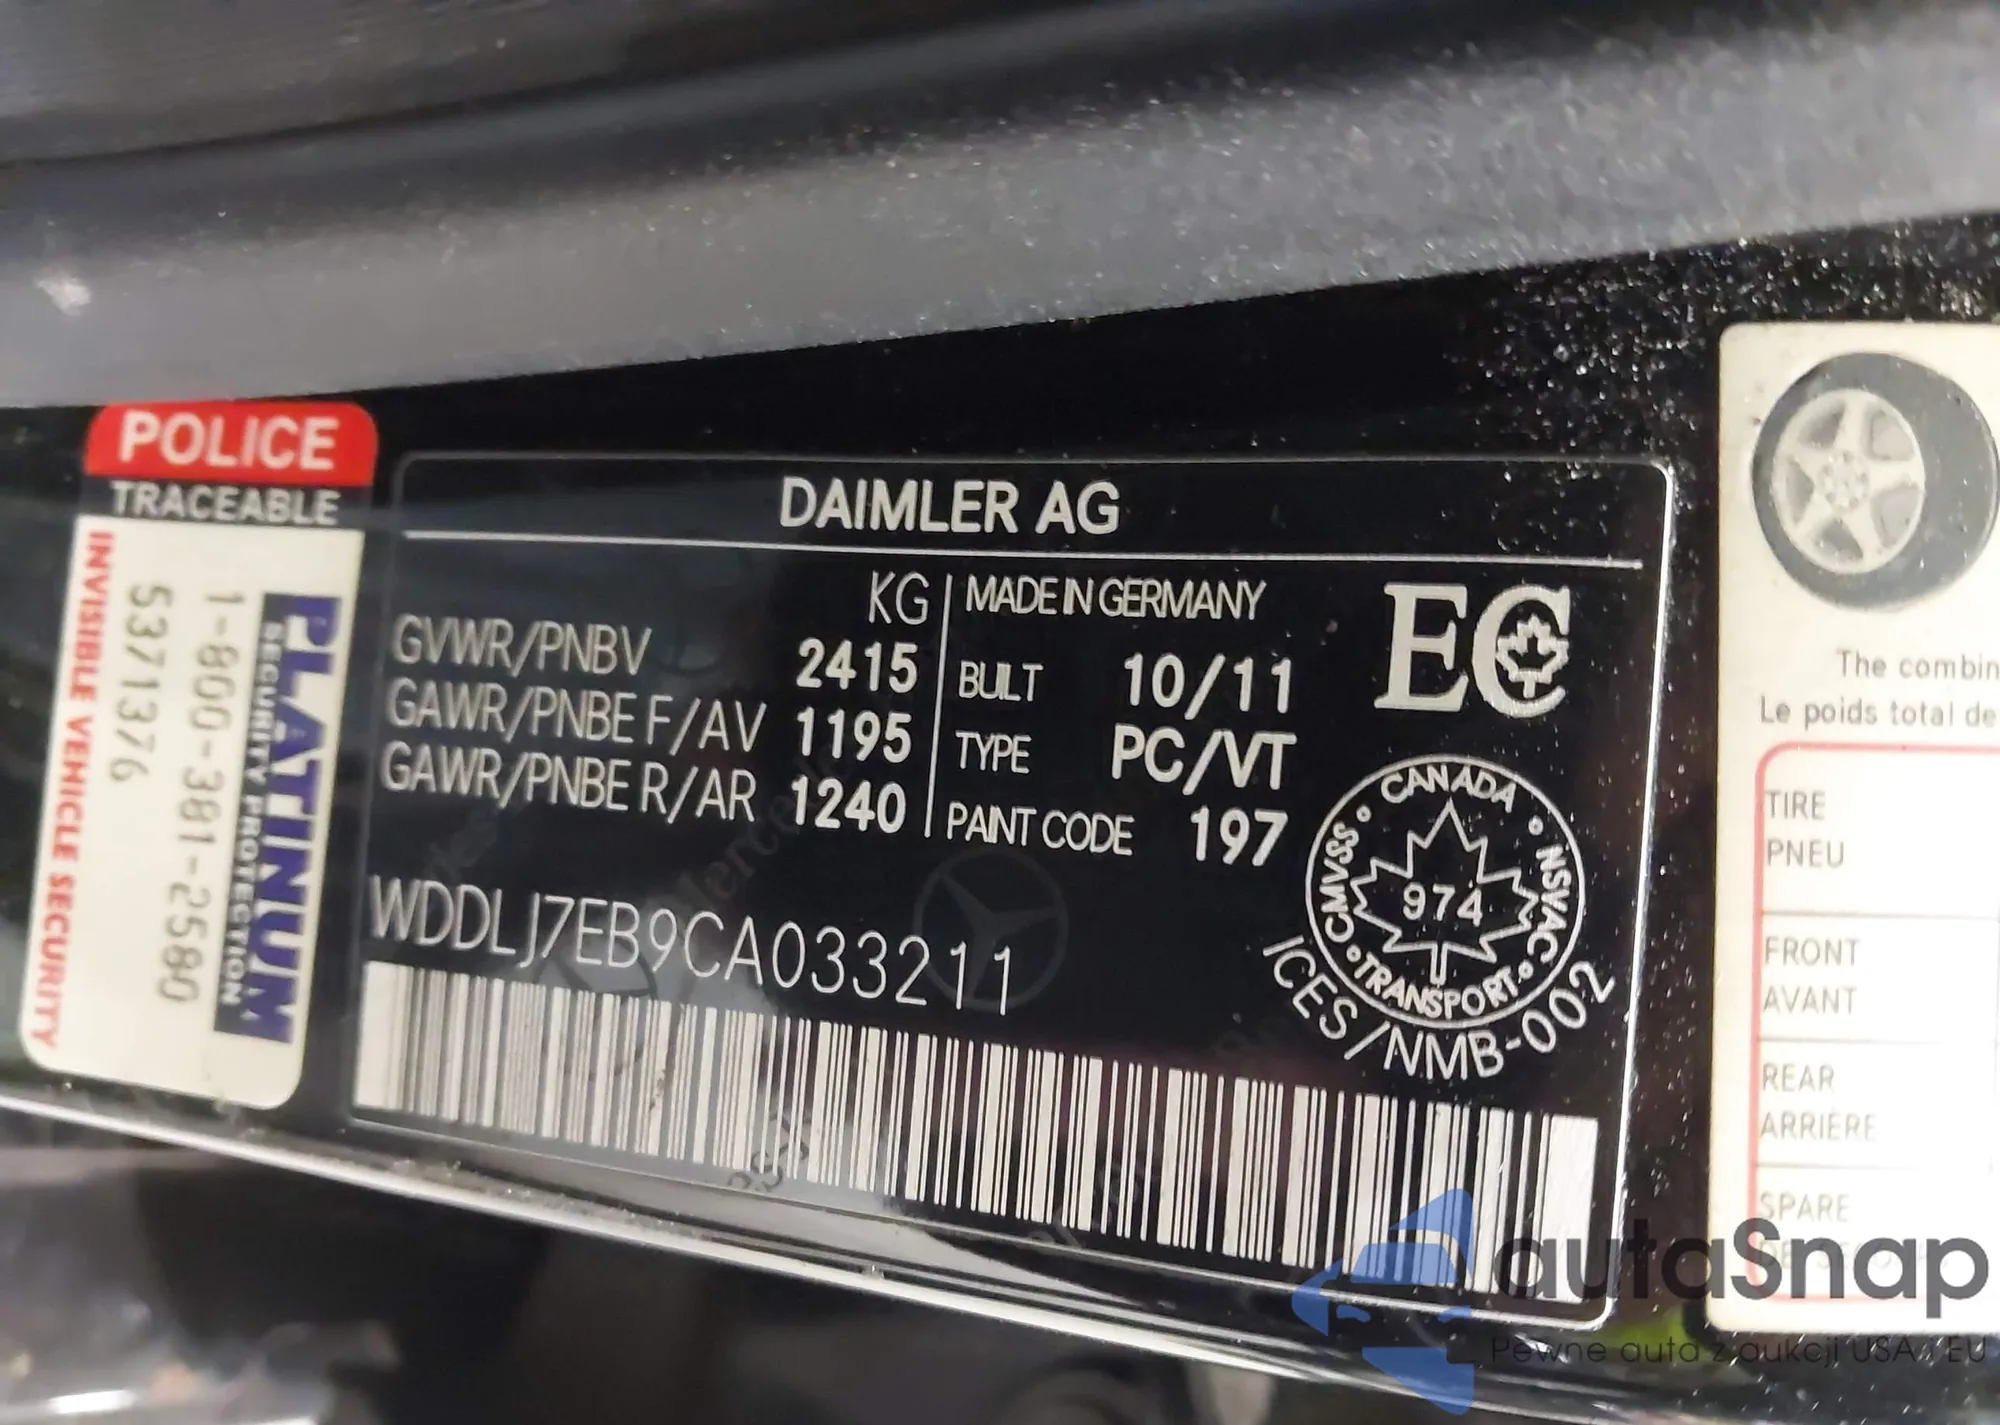 POLICE
TRACEABLE
INVISIBLE VEHICLE SECURITY
5371376
1-800-381-2580
SECURITY PROTECTION
PLATINUM
DAIMLER AG
KG
GVWR/PNBV 2415
GAWR/PNBE F/AV 1195
GAWR/PNBE R/AR 1240
MADE IN GERMANY
BUILT 10/11
TYPE PC/VT
PAINT CODE 197
EC
CANADA
CMVSS • NSVAC
974
TRANSPORT
ICES/NMB-002
WDDLJ7EB9CA033211
The combin
Le poids total de
TIRE
PNEU
FRONT
AVANT
REAR
ARRIÈRE
SPARE
autaSnap
Pewne auta z aukcji USA i EU